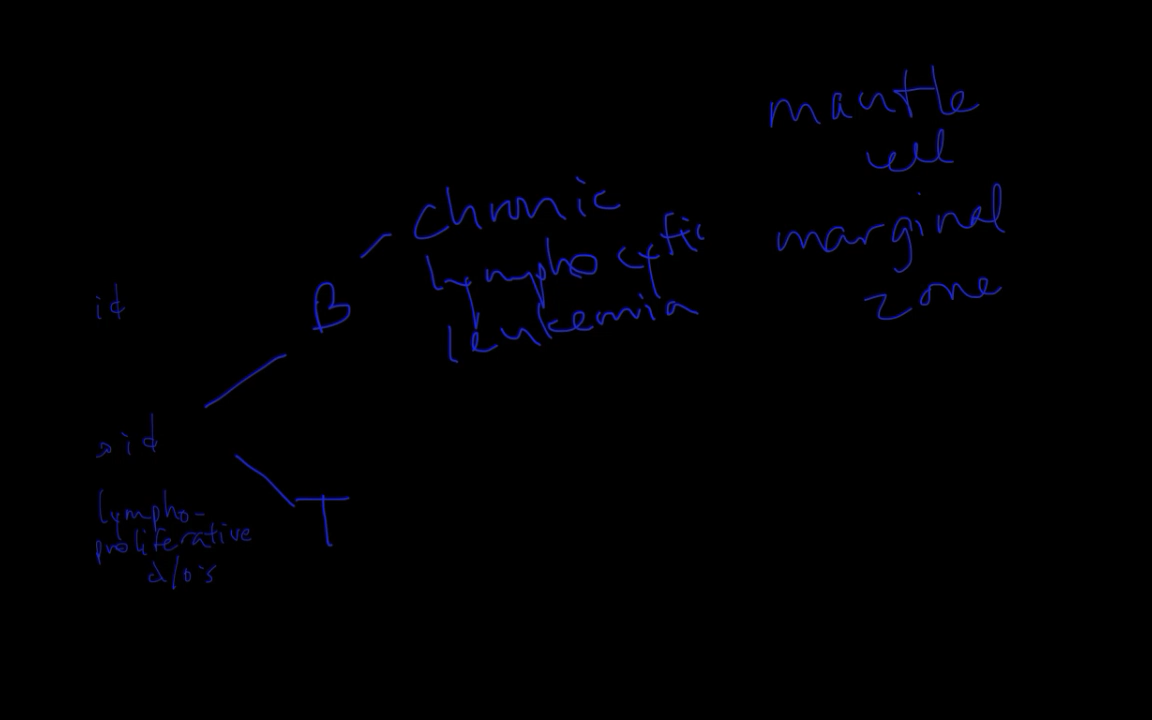 mantle
cell
Chronic
marginal
lymphocytic
zone
B
leukemia
T
lympho-
proliferative
d/o's